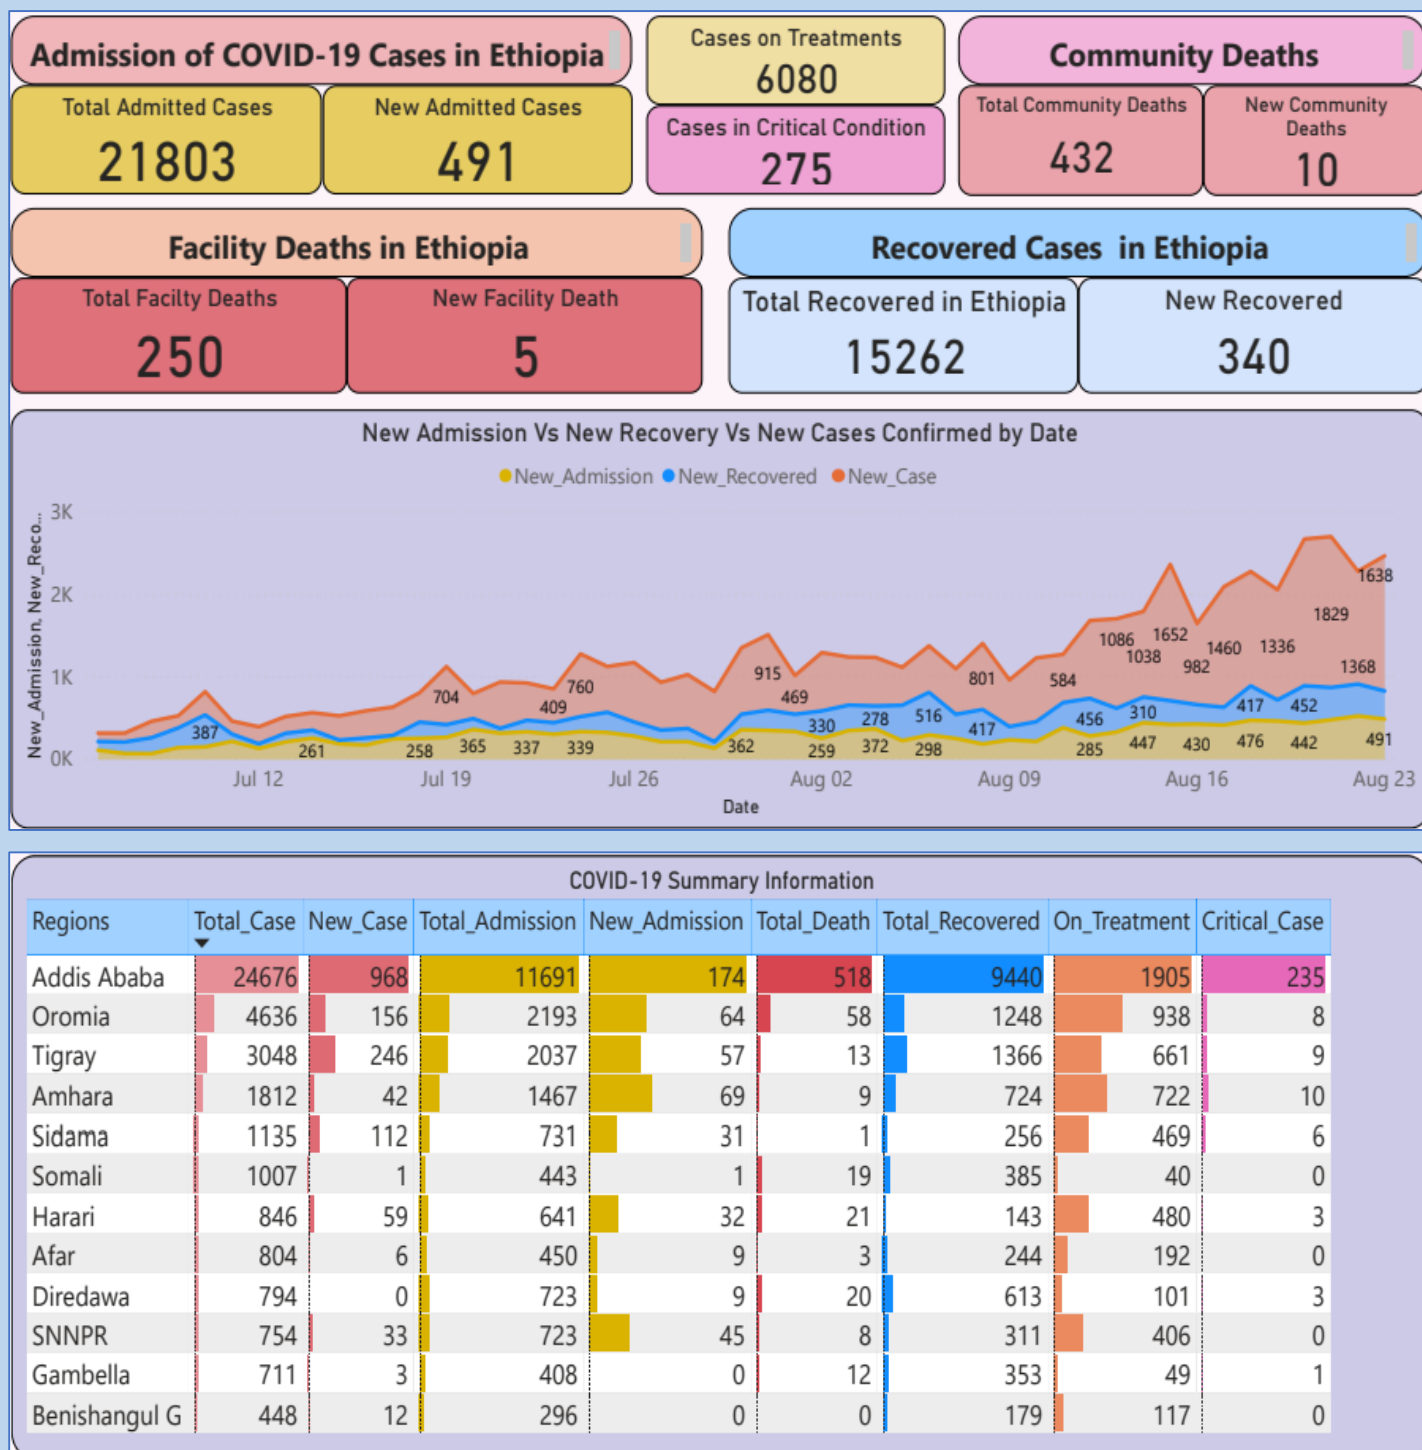 Admission of COVID-19 Cases in Ethiopia
Total Admitted Cases
21803
New Admitted Cases
491
Cases on Treatments
6080
Cases in Critical Condition
275
Community Deaths
Total Community Deaths
432
New Community
Deaths
10
Facility Deaths in Ethiopia
Total Facilty Deaths
250
New Facility Death
5
Recovered Cases in Ethiopia
Total Recovered in Ethiopia
15262
New Recovered
340
New Admission Vs New Recovery Vs New Cases Confirmed by Date
New_Admission New_Recovered New_Case
New_Admission, New_Reco...
3K
2K
1K
0K
387 704 409 760 915 469 801 584 1086 1038 1652 982 1460 1336 1829 1638 1368
330 278 516 417 456 310 417 452
261 258 365 337 339 362 259 372 298 285 447 430 476 442 491
Jul 12 Jul 19 Jul 26 Aug 02 Aug 09 Aug 16 Aug 23
Date
COVID-19 Summary Information
Regions Total_Case New_Case Total_Admission New_Admission Total_Death Total_Recovered On_Treatment Critical_Case
Addis Ababa 24676 968 11691 174 518 9440 1905 235
Oromia 4636 156 2193 64 58 1248 938 8
Tigray 3048 246 2037 57 13 1366 661 9
Amhara 1812 42 1467 69 9 724 722 10
Sidama 1135 112 731 31 1 256 469 6
Somali 1007 1 443 1 19 385 40 0
Harari 846 59 641 32 21 143 480 3
Afar 804 6 450 9 3 244 192 0
Diredawa 794 0 723 9 20 613 101 3
SNNPR 754 33 723 45 8 311 406 0
Gambella 711 3 408 0 12 353 49 1
Benishangul G 448 12 296 0 0 179 117 0